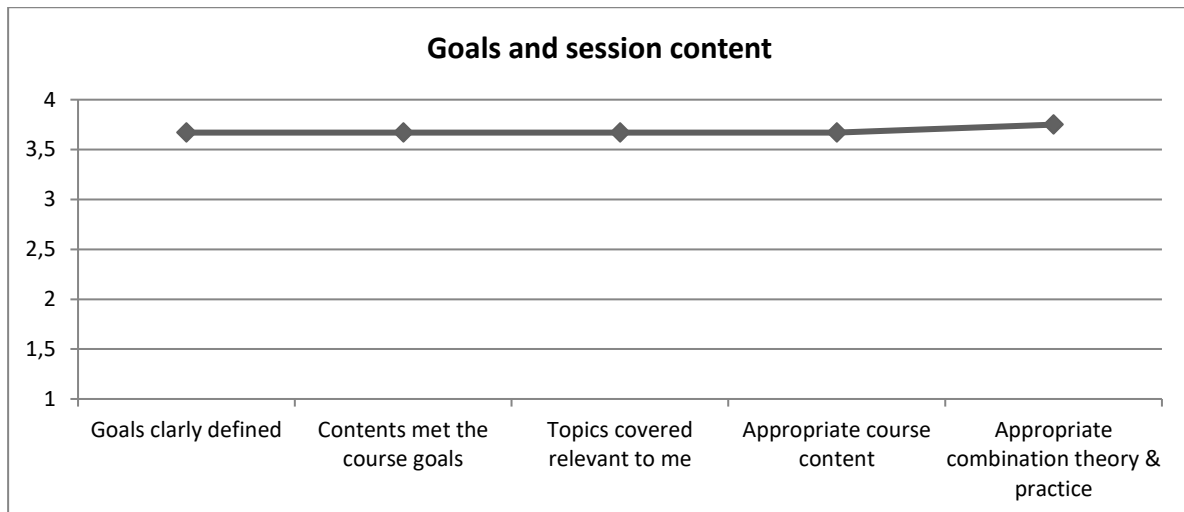 Goals and session content
4
3,5
3
2,5
2
1,5
1
Goals clarly defined
Contents met the
course goals
Topics covered
relevant to me
Appropriate course
content
Appropriate
combination theory &
practice